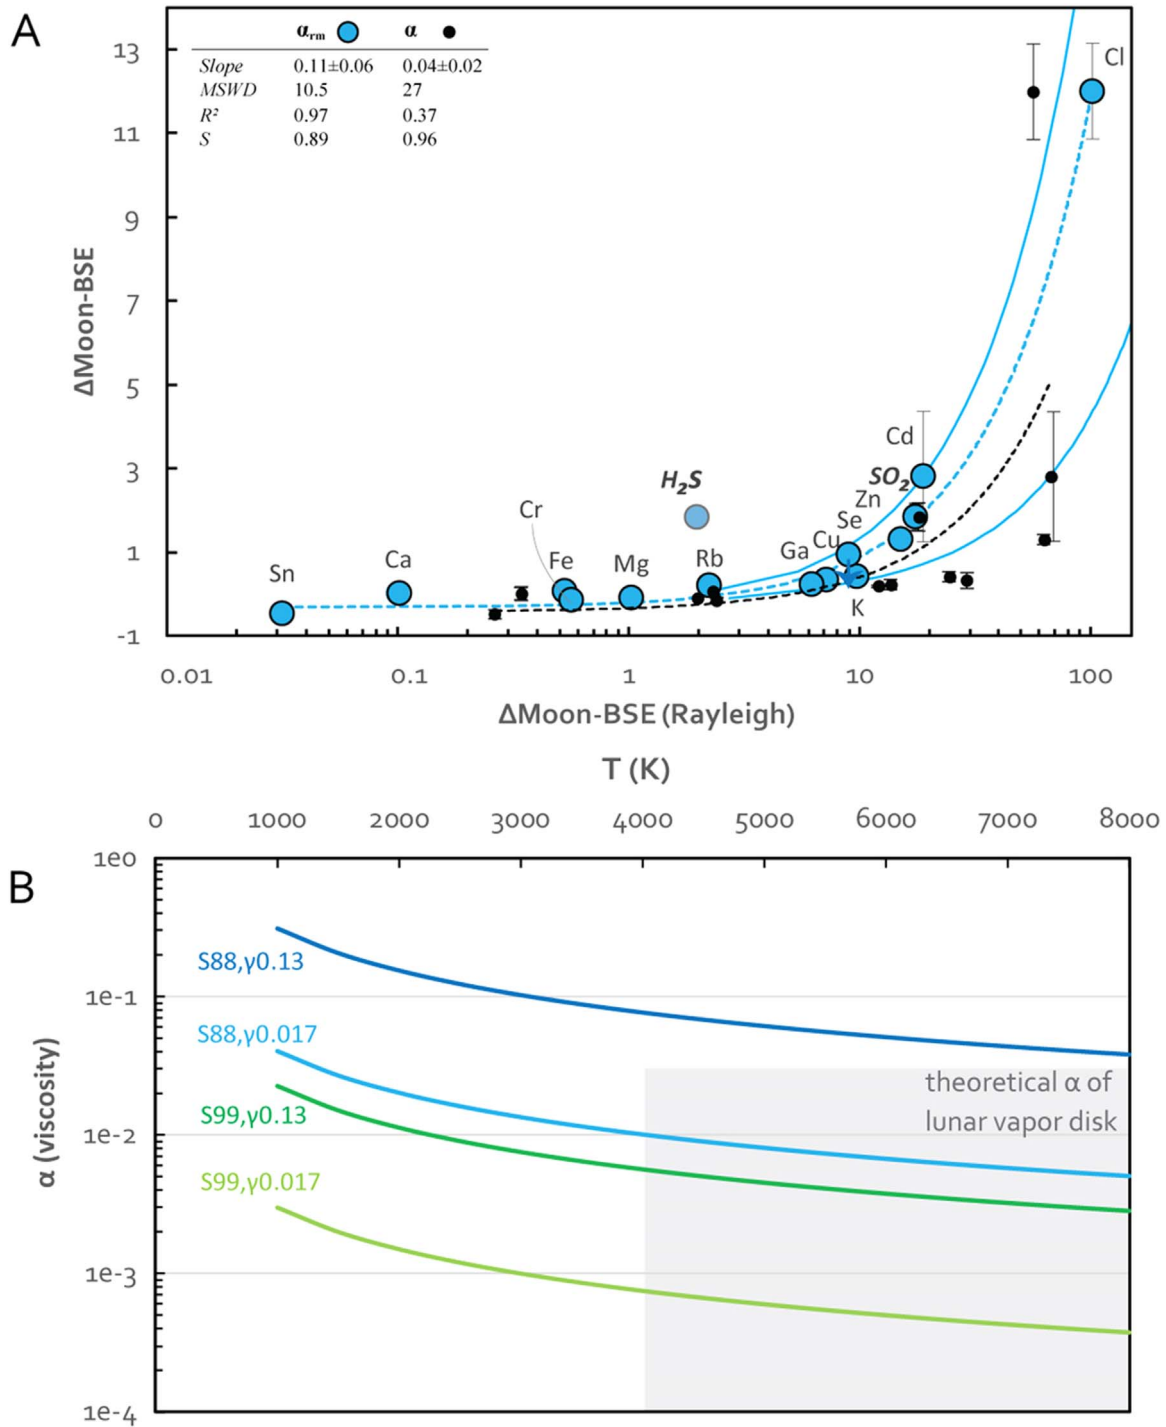 A
αrm α
Slope 0.11±0.06 0.04±0.02
MSWD 10.5 27
R² 0.97 0.37
S 0.89 0.96
13
11
9
7
5
3
1
-1
ΔMoon-BSE
Cl
Cd
SO₂
H₂S
Zn
Se
Cr
Cu
Ga
Sn
Ca
Fe
Mg
Rb
K
0.01 0.1 1 10 100
ΔMoon-BSE (Rayleigh)
T (K)
0 1000 2000 3000 4000 5000 6000 7000 8000
B
1e0
1e-1
1e-2
1e-3
1e-4
α (viscosity)
S88,γ0.13
S88,γ0.017
S99,γ0.13
S99,γ0.017
theoretical α of
lunar vapor disk